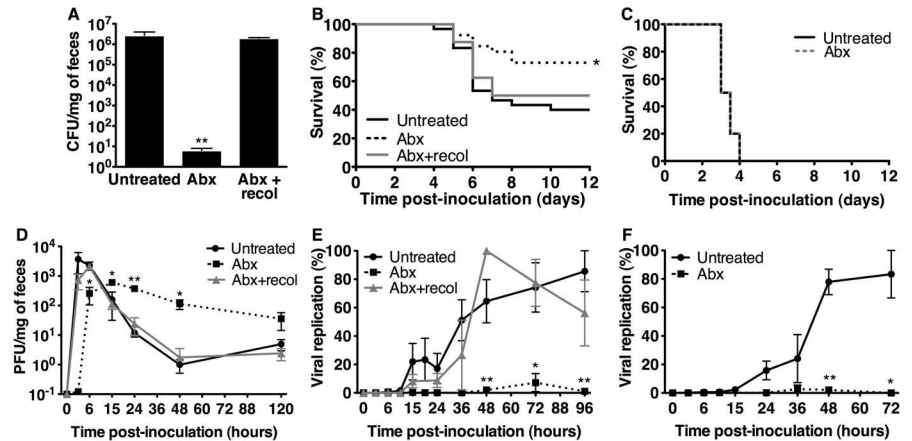 A
CFU/mg of feces
10^7
10^6
10^5
10^4
10^3
10^2
10^1
10^0
**
Untreated Abx Abx + recol
B
Survival (%)
100
80
60
40
20
0
*
Untreated
Abx
Abx+recol
0 2 4 6 8 10 12
Time post-inoculation (days)
C
Survival (%)
100
80
60
40
20
0
Untreated
Abx
0 2 4 6 8 10 12
Time post-inoculation (days)
D
PFU/mg of feces
10^4
10^3
10^2
10^1
10^0
10^-1
Untreated
Abx
Abx+recol
* * ** *
0 6 15 24 36 48 72 88 120
Time post-inoculation (hours)
E
Viral replication (%)
100
80
60
40
20
0
Untreated
Abx
Abx+recol
** * **
0 6 15 24 36 48 72 88 96
Time post-inoculation (hours)
F
Viral replication (%)
100
80
60
40
20
0
Untreated
Abx
** *
0 6 15 24 36 48 72
Time post-inoculation (hours)